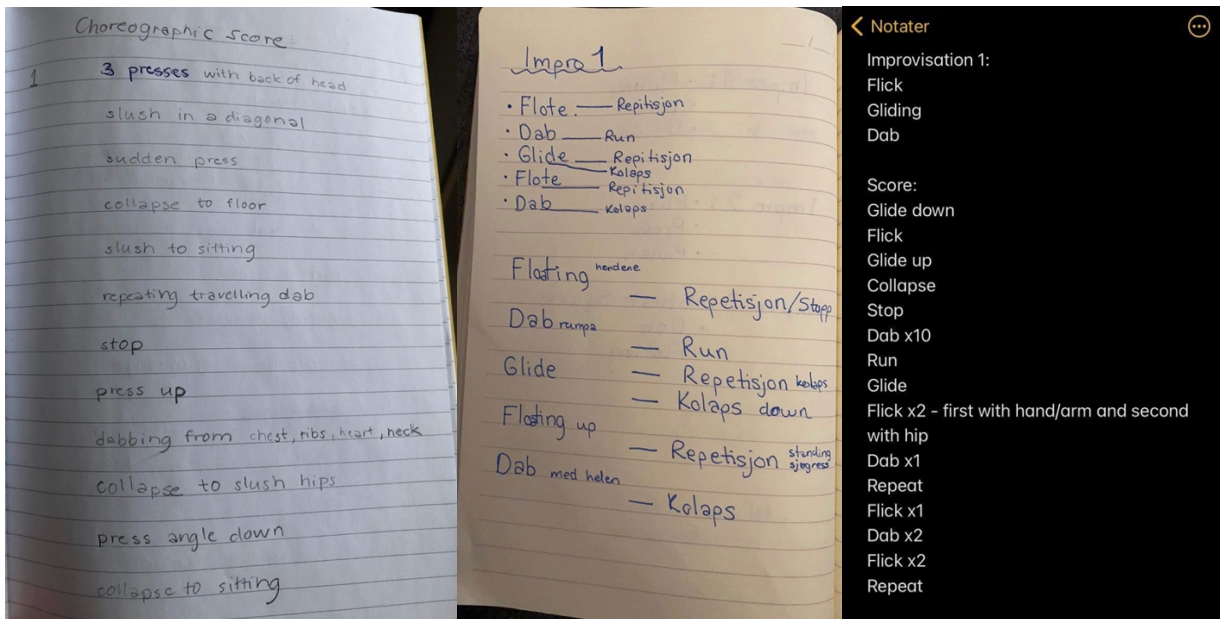 Choreographic Score
1 3 presses with back of head
slush in a diagonal
sudden press
collapse to floor
slush to sitting
repeating travelling dab
stop
press up
dabbing from chest, ribs, heart, neck
collapse to slush hips
press angle down
collapse to sitting
Impro 1
· Flote. — Repitisjon
· Dab — Run
· Glide — Repitisjon
— Kolaps
· Flote — Repitisjon
· Dab — Kolaps
Floating hendene
— Repetisjon/Stopp
Dab rumpa
— Run
Glide — Repetisjon kolaps
— Kolaps down
Floating up
— Repetisjon standing sjøgress
Dab med helen
— Kolaps
Notater
Improvisation 1:
Flick
Gliding
Dab
Score:
Glide down
Flick
Glide up
Collapse
Stop
Dab x10
Run
Glide
Flick x2 - first with hand/arm and second
with hip
Dab x1
Repeat
Flick x1
Dab x2
Flick x2
Repeat